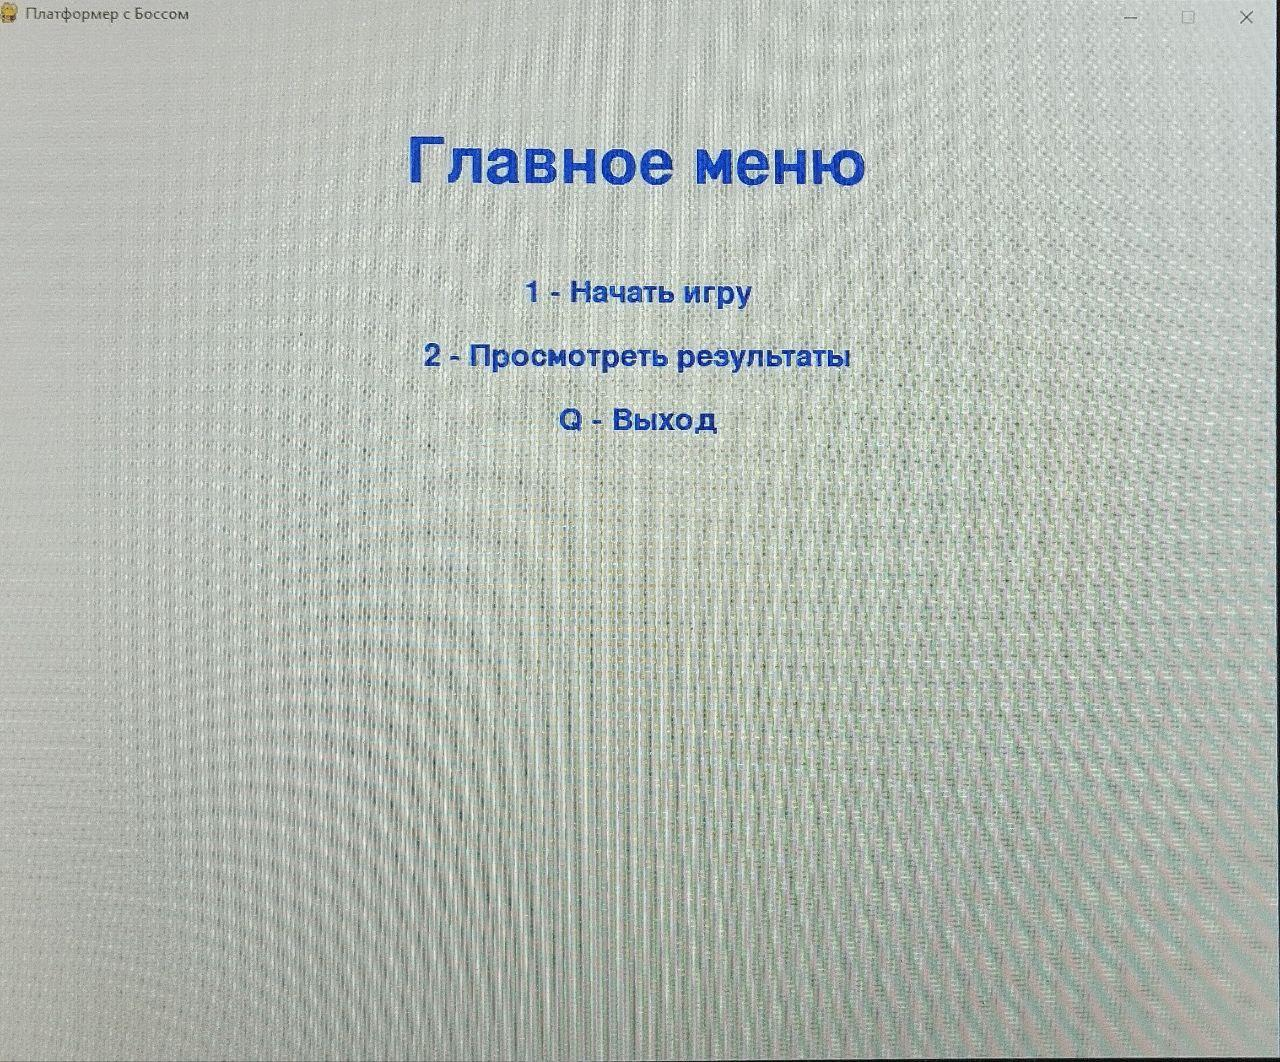 Платформер с Боссом
Главное меню
1 - Начать игру
2 - Просмотреть результаты
Q - Выход